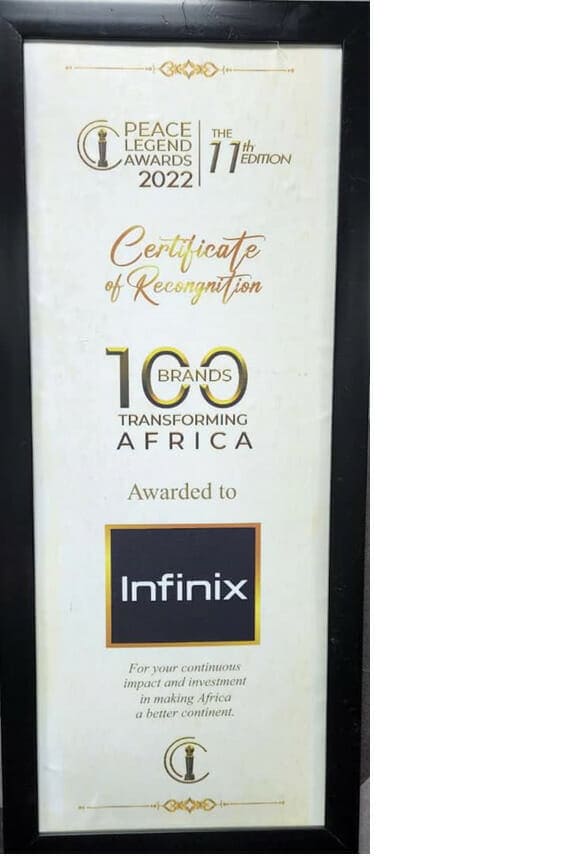 PEACE
LEGEND
AWARDS
2022
THE
11th
EDITION
Certificate
of Recongnition
100
BRANDS
TRANSFORMING
AFRICA
Awarded to
Infinix
For your continuous
impact and investment
in making Africa
a better continent.